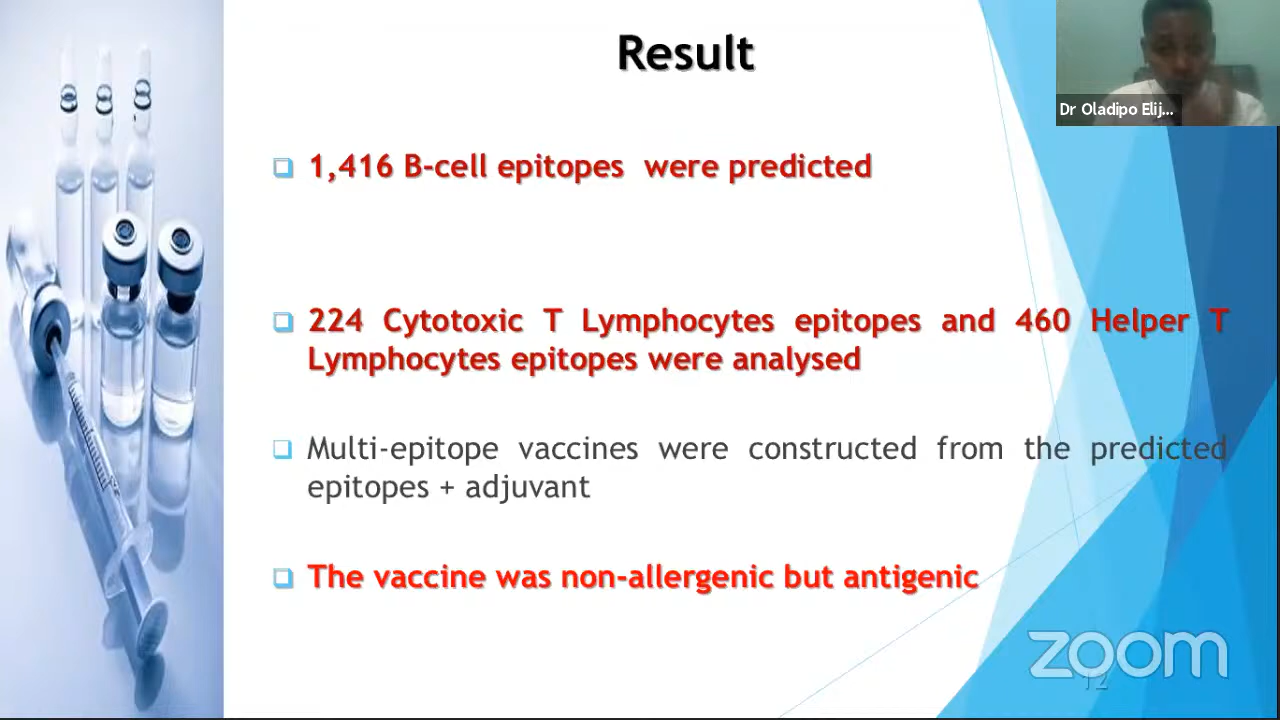 Result
Dr Oladipo Elij...
1,416 B-cell epitopes were predicted
224 Cytotoxic T Lymphocytes epitopes and 460 Helper T
Lymphocytes epitopes were analysed
Multi-epitope vaccines were constructed from the predicted
epitopes + adjuvant
The vaccine was non-allergenic but antigenic
zoom
12